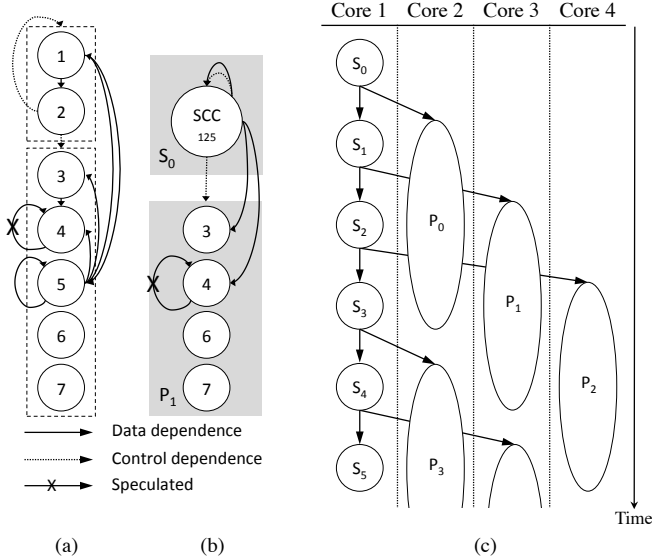 Core 1 Core 2 Core 3 Core 4
1
2
3
4
X
5
6
7
SCC
125
S0
3
4
X
6
7
P1
S0
S1
S2
S3
S4
S5
P0
P1
P2
P3
Data dependence
Control dependence
X Speculated
Time
(a) (b) (c)